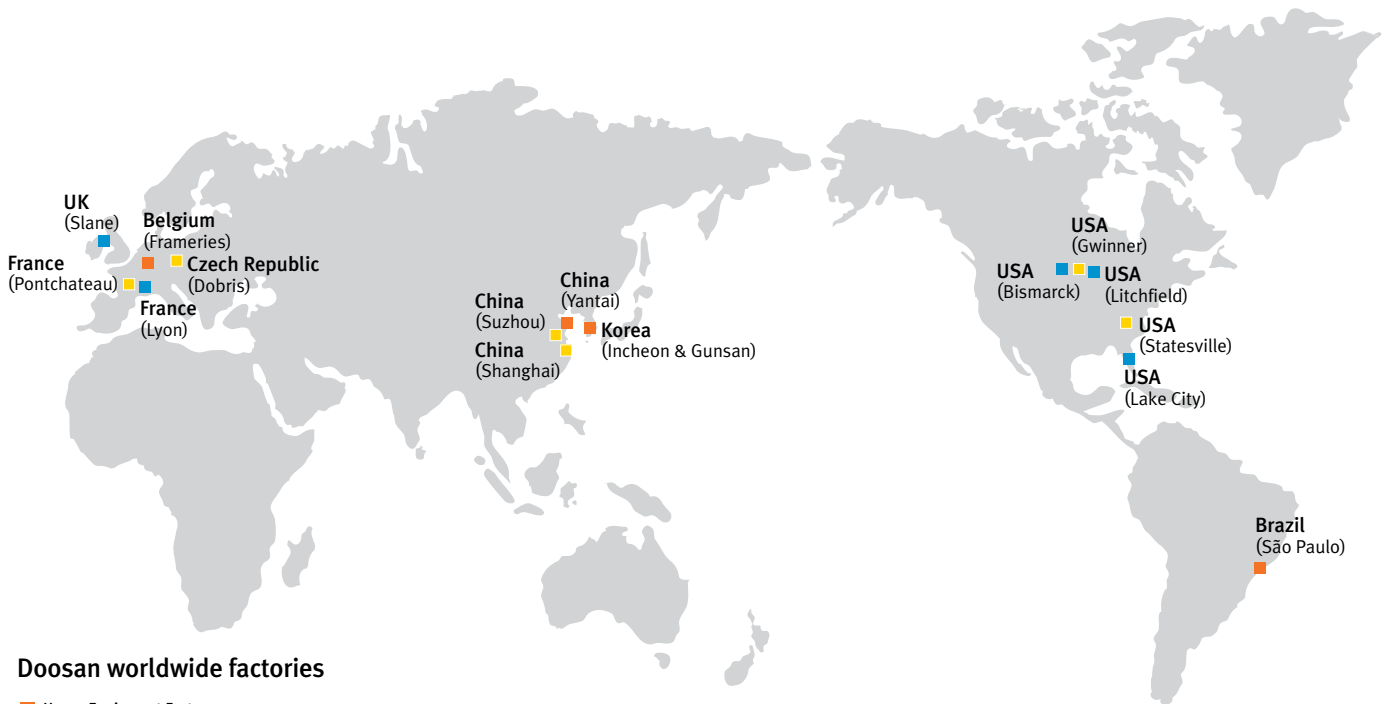 UK
(Slane)
Belgium
(Frameries)
France
(Pontchateau)
Czech Republic
(Dobris)
France
(Lyon)
China
(Yantai)
China
(Suzhou)
Korea
(Incheon & Gunsan)
China
(Shanghai)
USA
(Gwinner)
USA
(Bismarck)
USA
(Litchfield)
USA
(Statesville)
USA
(Lake City)
Brazil
(São Paulo)
Doosan worldwide factories